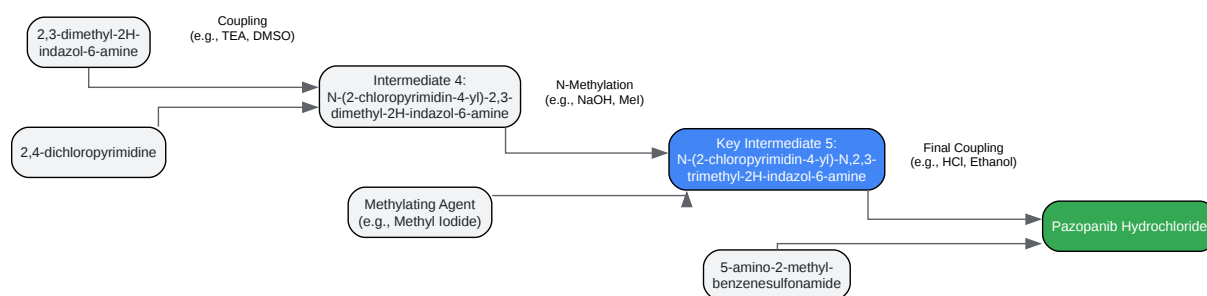 2,3-dimethyl-2H-
indazol-6-amine
Coupling
(e.g., TEA, DMSO)
2,4-dichloropyrimidine
Intermediate 4:
N-(2-chloropyrimidin-4-yl)-2,3-
dimethyl-2H-indazol-6-amine
N-Methylation
(e.g., NaOH, MeI)
Methylating Agent
(e.g., Methyl Iodide)
Key Intermediate 5:
N-(2-chloropyrimidin-4-yl)-N,2,3-
trimethyl-2H-indazol-6-amine
Final Coupling
(e.g., HCl, Ethanol)
5-amino-2-methyl-
benzenesulfonamide
Pazopanib Hydrochloride